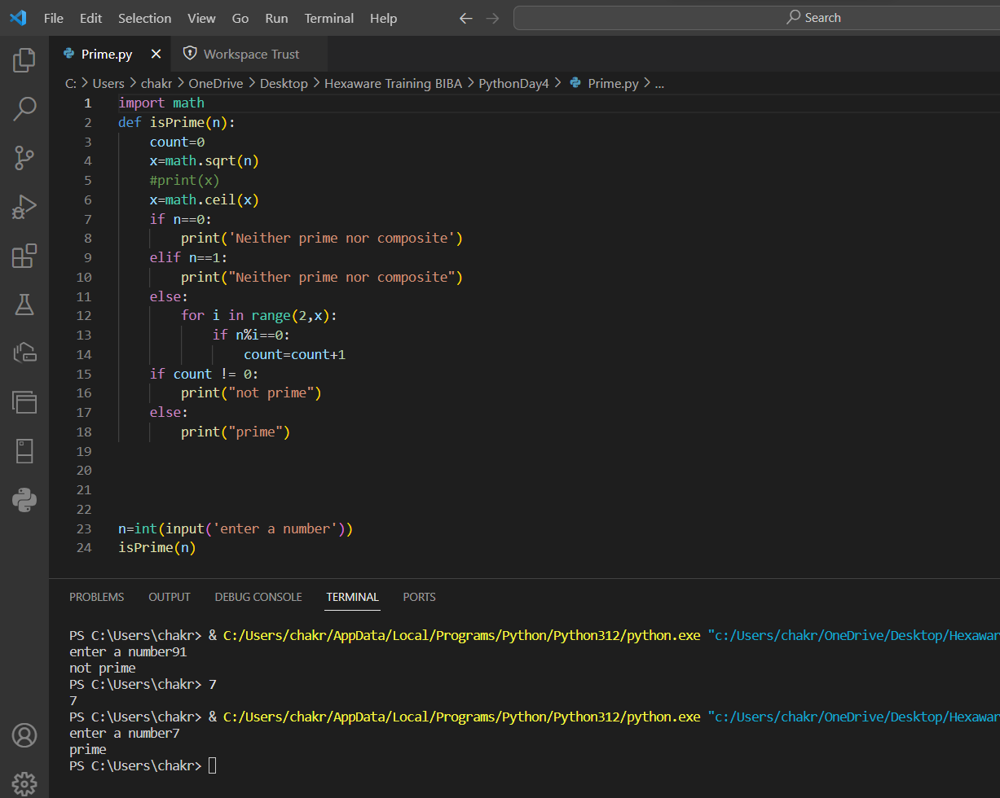 File Edit Selection View Go Run Terminal Help ← → Search
Prime.py × Workspace Trust
C: > Users > chakr > OneDrive > Desktop > Hexaware Training BIBA > PythonDay4 > Prime.py > ...
1 import math
2 def isPrime(n):
3 count=0
4 x=math.sqrt(n)
5 #print(x)
6 x=math.ceil(x)
7 if n==0:
8 print('Neither prime nor composite')
9 elif n==1:
10 print("Neither prime nor composite")
11 else:
12 for i in range(2,x):
13 if n%i==0:
14 count=count+1
15 if count != 0:
16 print("not prime")
17 else:
18 print("prime")
19
20
21
22
23 n=int(input('enter a number'))
24 isPrime(n)
PROBLEMS OUTPUT DEBUG CONSOLE TERMINAL PORTS
PS C:\Users\chakr> & C:/Users/chakr/AppData/Local/Programs/Python/Python312/python.exe "c:/Users/chakr/OneDrive/Desktop/Hexawar
enter a number91
not prime
PS C:\Users\chakr> 7
7
PS C:\Users\chakr> & C:/Users/chakr/AppData/Local/Programs/Python/Python312/python.exe "c:/Users/chakr/OneDrive/Desktop/Hexawar
enter a number7
prime
PS C:\Users\chakr>